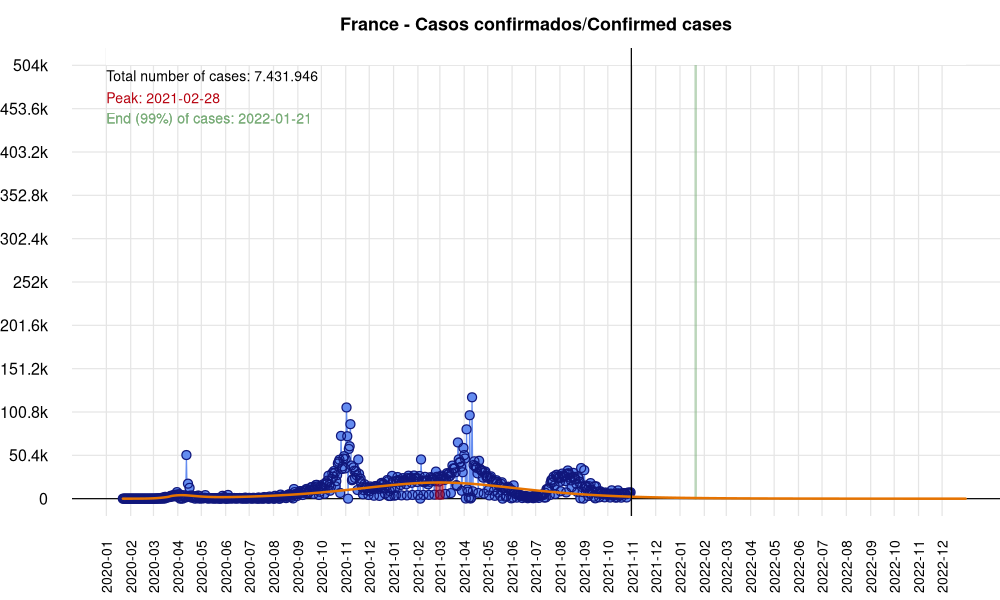 France - Casos confirmados/Confirmed cases
504k
Total number of cases: 7.431.946
Peak: 2021-02-28
453.6k
End (99%) of cases: 2022-01-21
403.2k
352.8k
302.4k
252k
201.6k
151.2k
100.8k
50.4k
0
2020-01
2020-02
2020-03
2020-04
2020-05
2020-06
2020-07
2020-08
2020-09
2020-10
2020-11
2020-12
2021-01
2021-02
2021-03
2021-04
2021-05
2021-06
2021-07
2021-08
2021-09
2021-10
2021-11
2021-12
2022-01
2022-02
2022-03
2022-04
2022-05
2022-06
2022-07
2022-08
2022-09
2022-10
2022-11
2022-12